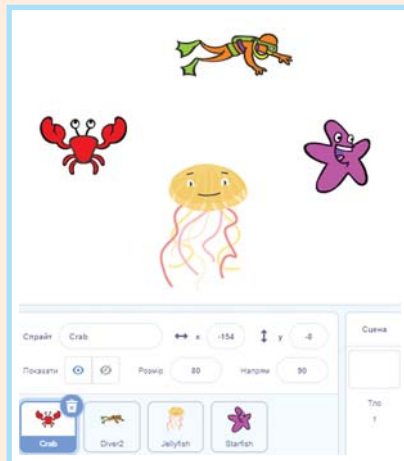 Спрайт Crab x -154 y -8
Сцена
Показати Розмір 80 Напрям 90
Тло
1
Crab Diver2 Jellyfish Starfish